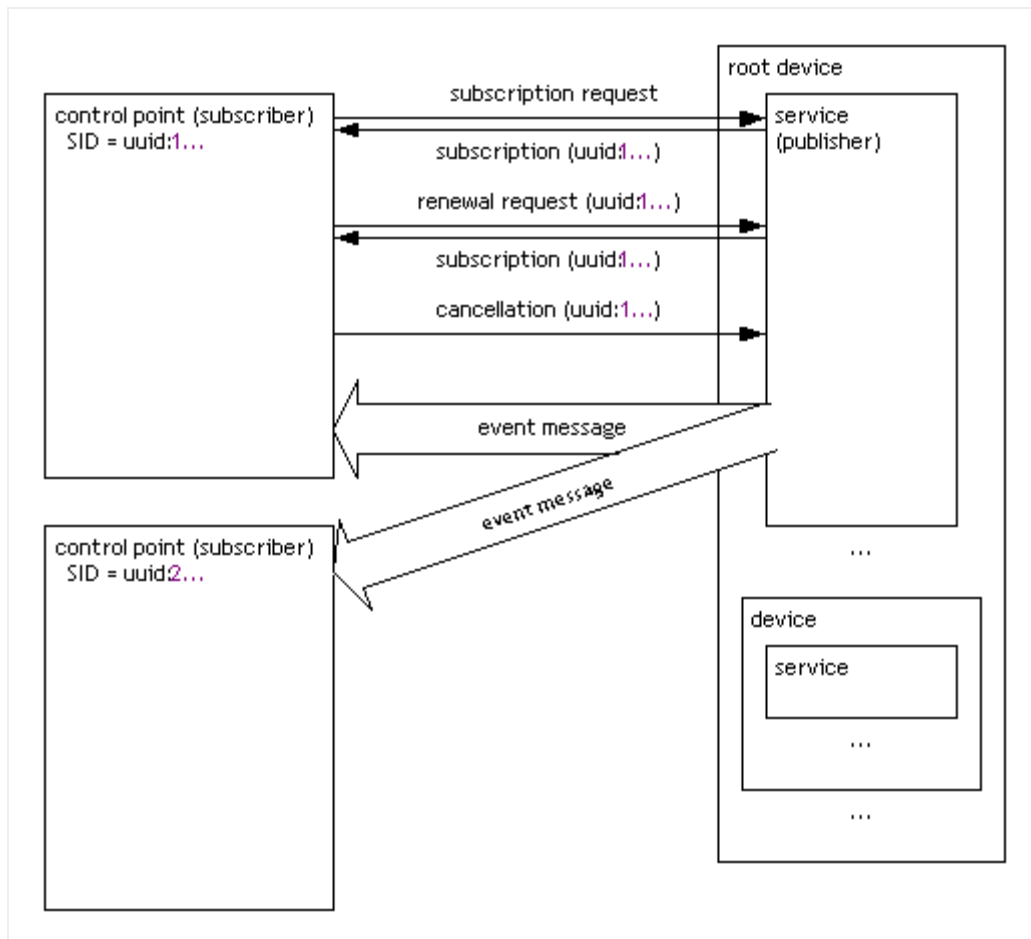 root device
subscription request
control point (subscriber)
SID = uuid:1...
service
(publisher)
subscription (uuid:1...)
renewal request (uuid:1...)
subscription (uuid:1...)
cancellation (uuid:1...)
event message
event message
control point (subscriber)
SID = uuid:2...
...
device
service
...
...